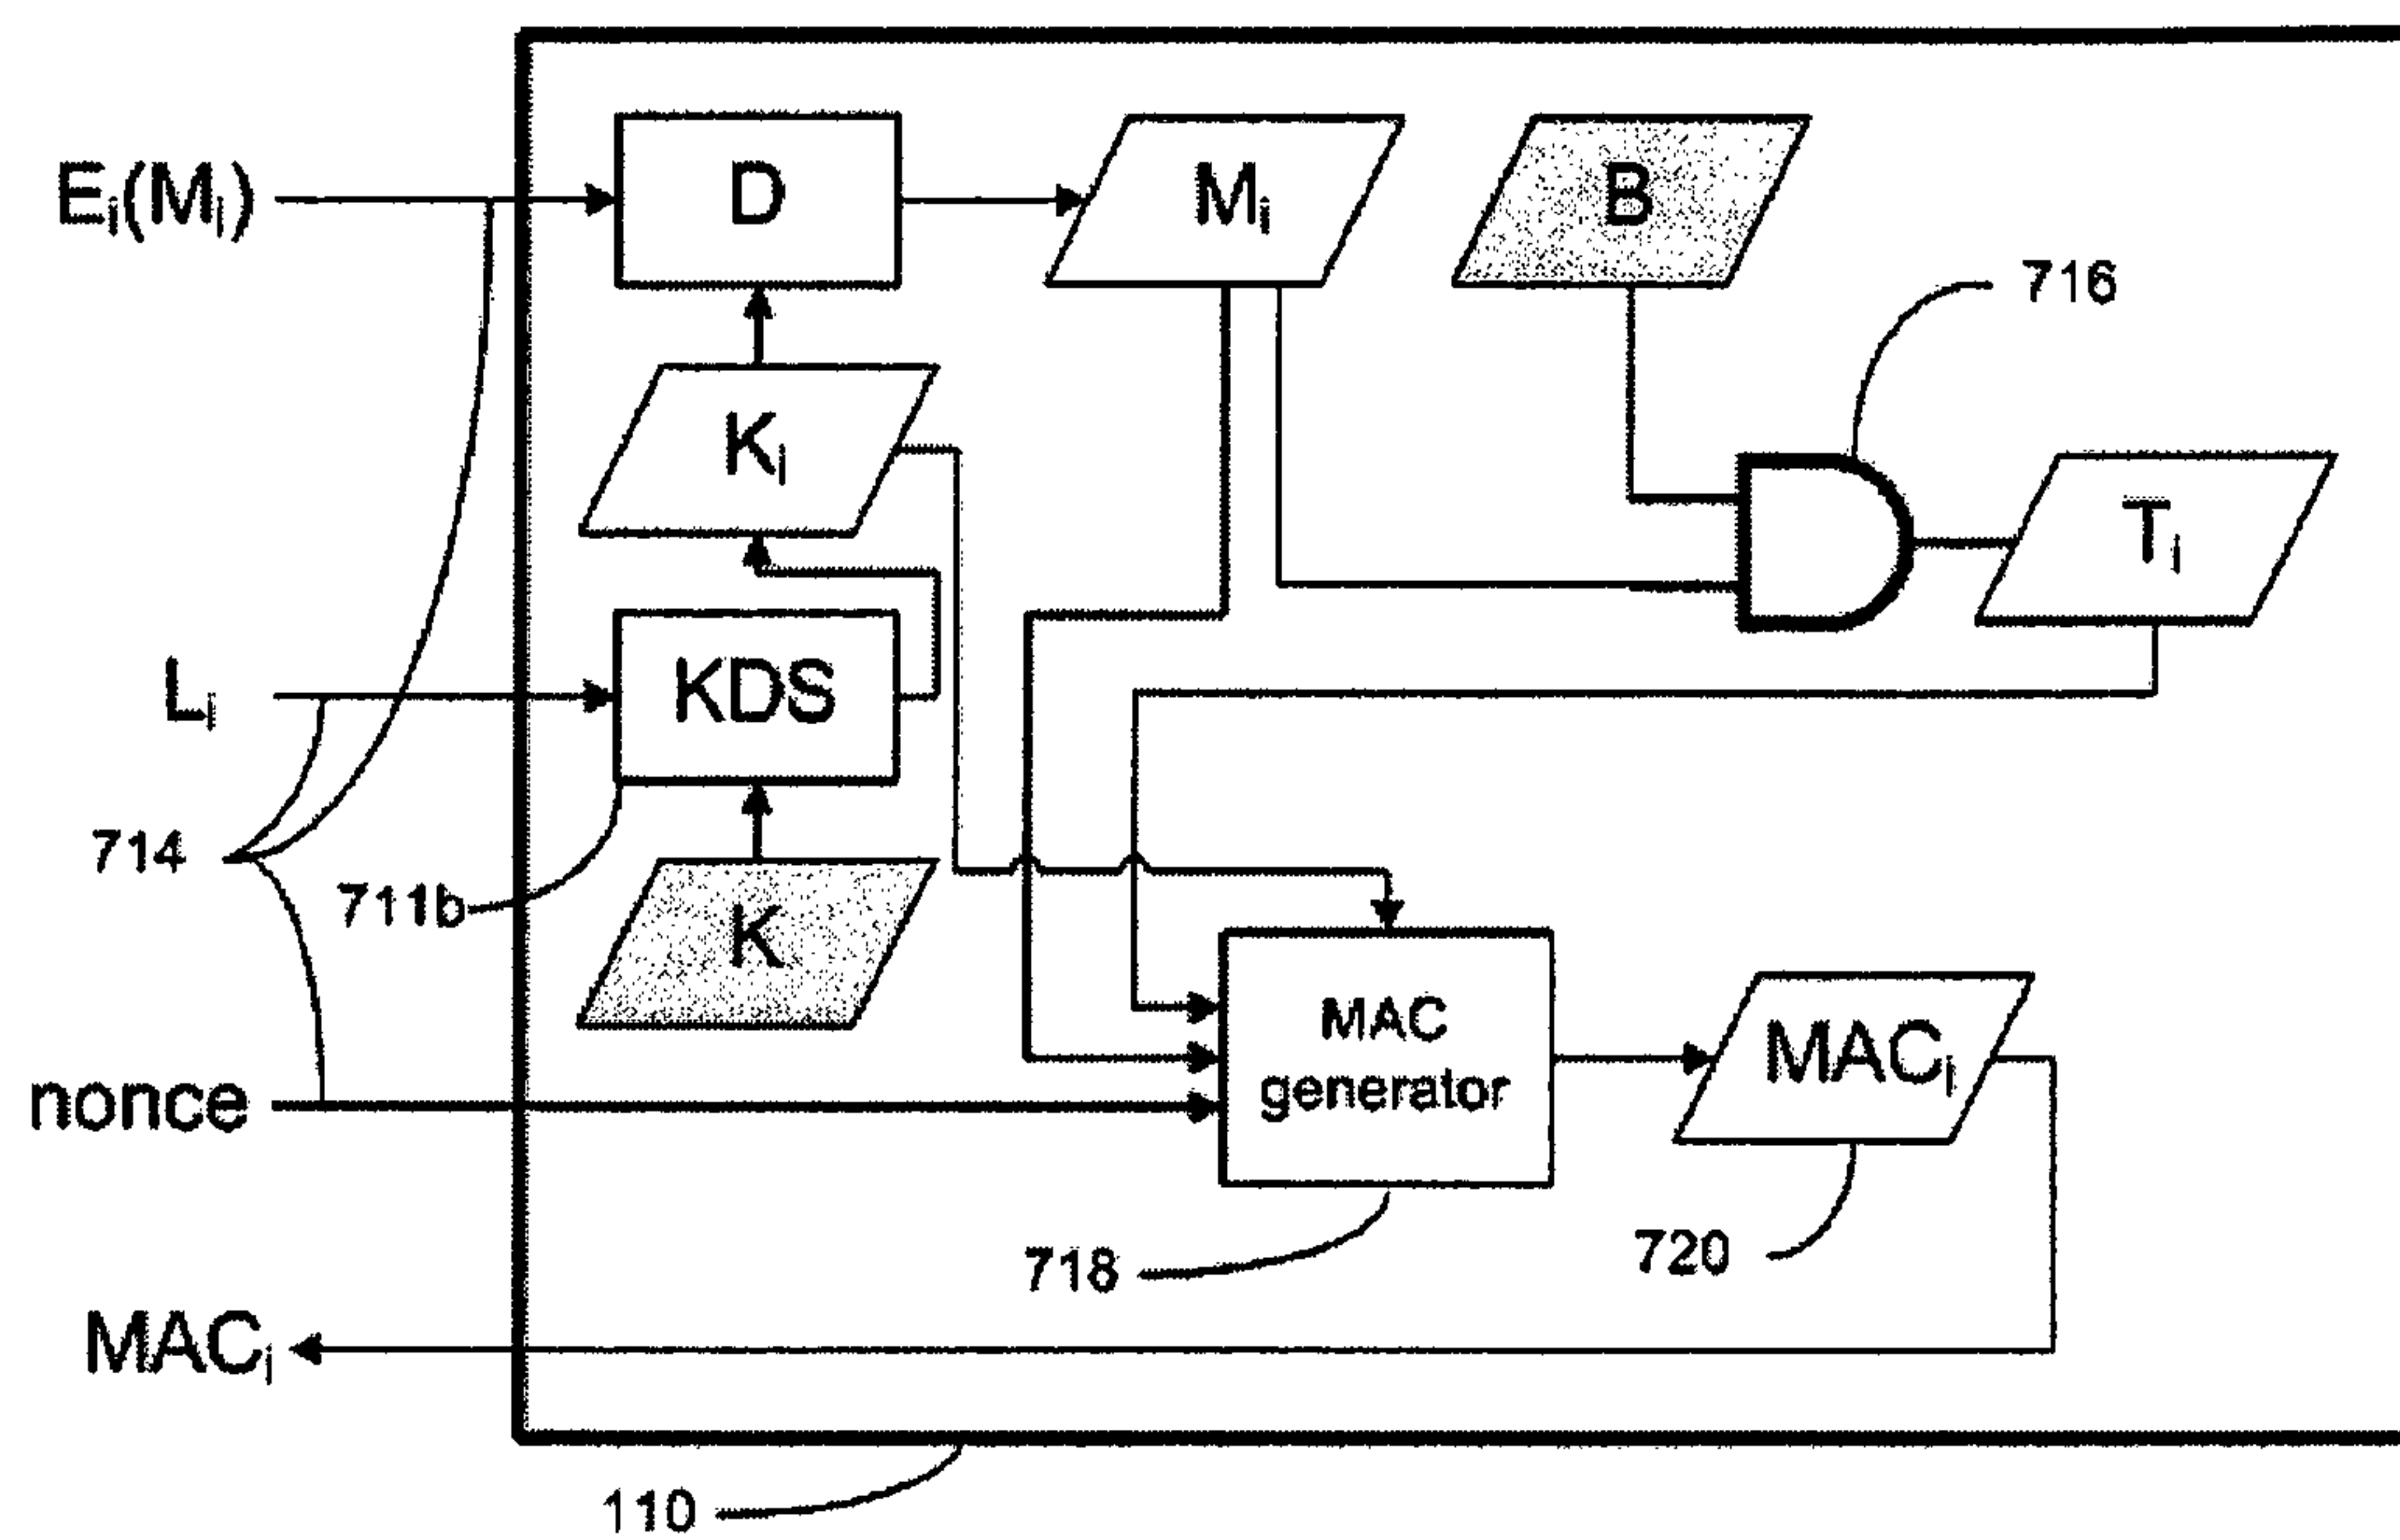 Eᵢ(Mᵢ)
D
Mᵢ
B
716
Kᵢ
Tᵢ
Lᵢ
KDS
714
711b
K
nonce
MAC
generator
MACᵢ
718
720
MACᵢ
110